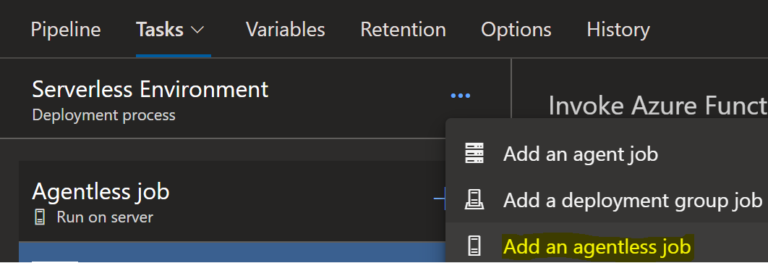 Pipeline Tasks Variables Retention Options History
Serverless Environment
Deployment process
Invoke Azure Funct
Add an agent job
Agentless job
Run on server
Add a deployment group job
Add an agentless job